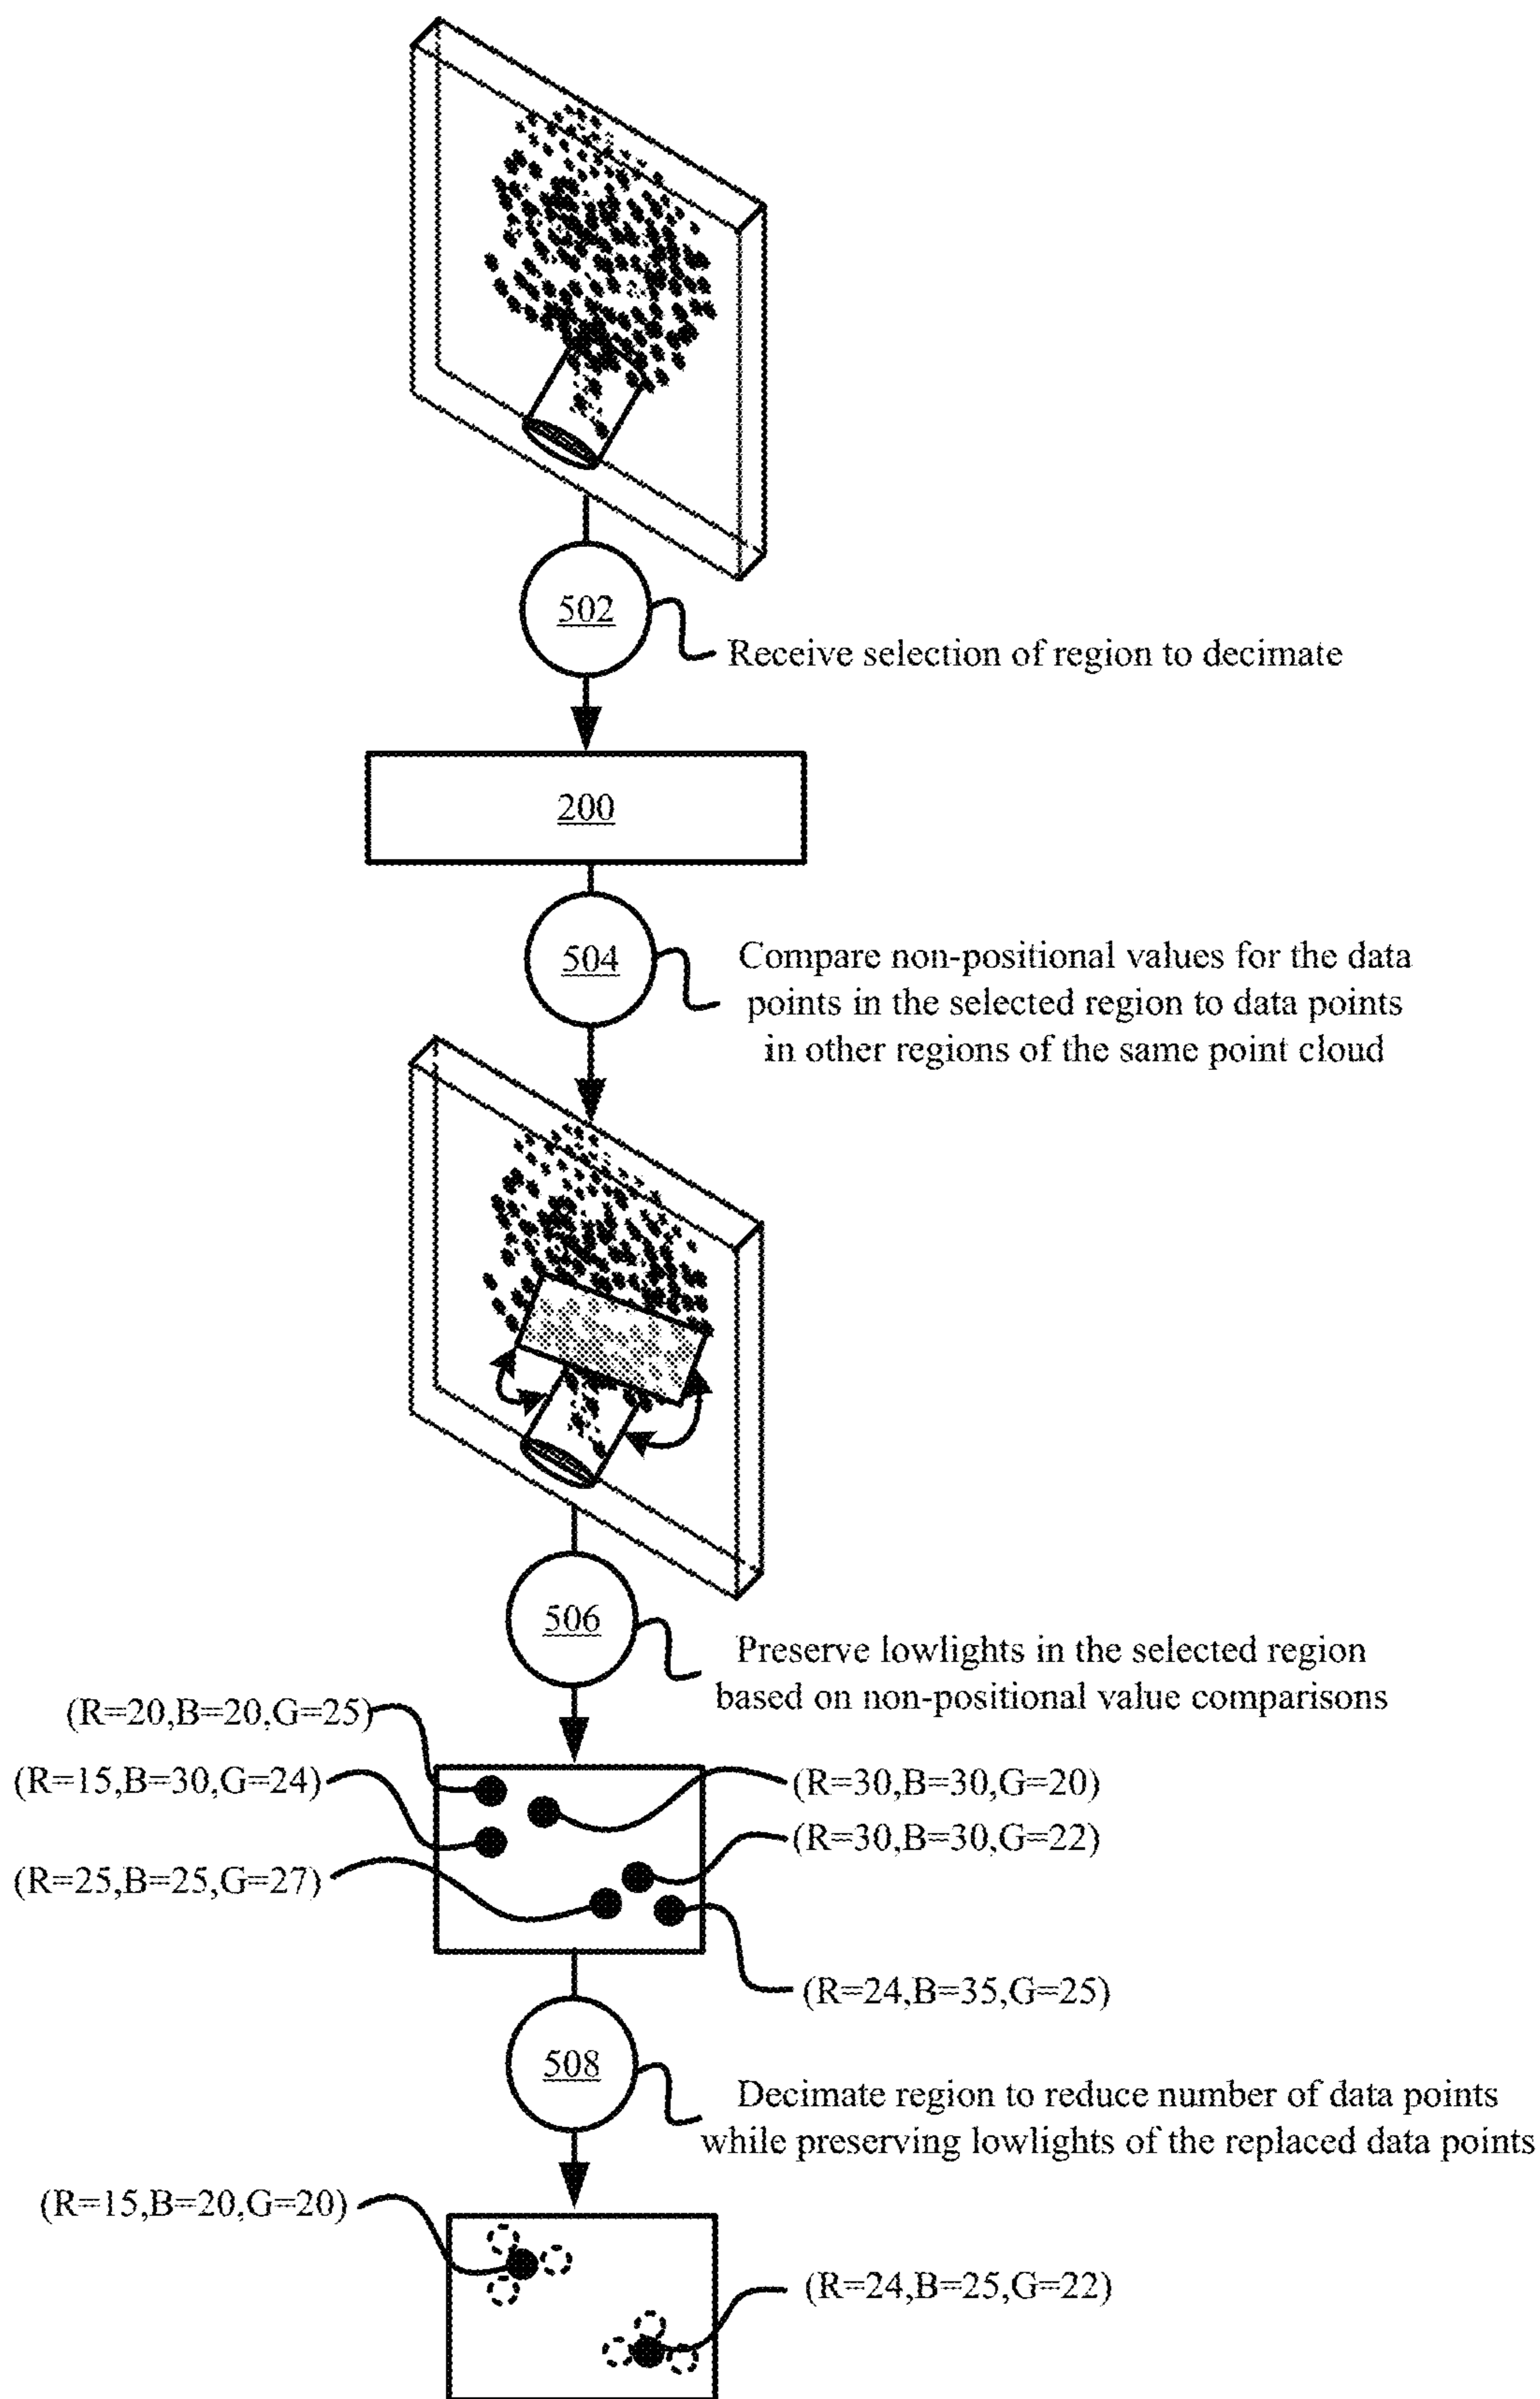 502
Receive selection of region to decimate
200
504
Compare non-positional values for the data
points in the selected region to data points
in other regions of the same point cloud
506
Preserve lowlights in the selected region
based on non-positional value comparisons
(R=20,B=20,G=25)
(R=15,B=30,G=24)
(R=30,B=30,G=20)
(R=30,B=30,G=22)
(R=25,B=25,G=27)
(R=24,B=35,G=25)
508
Decimate region to reduce number of data points
while preserving lowlights of the replaced data points
(R=15,B=20,G=20)
(R=24,B=25,G=22)